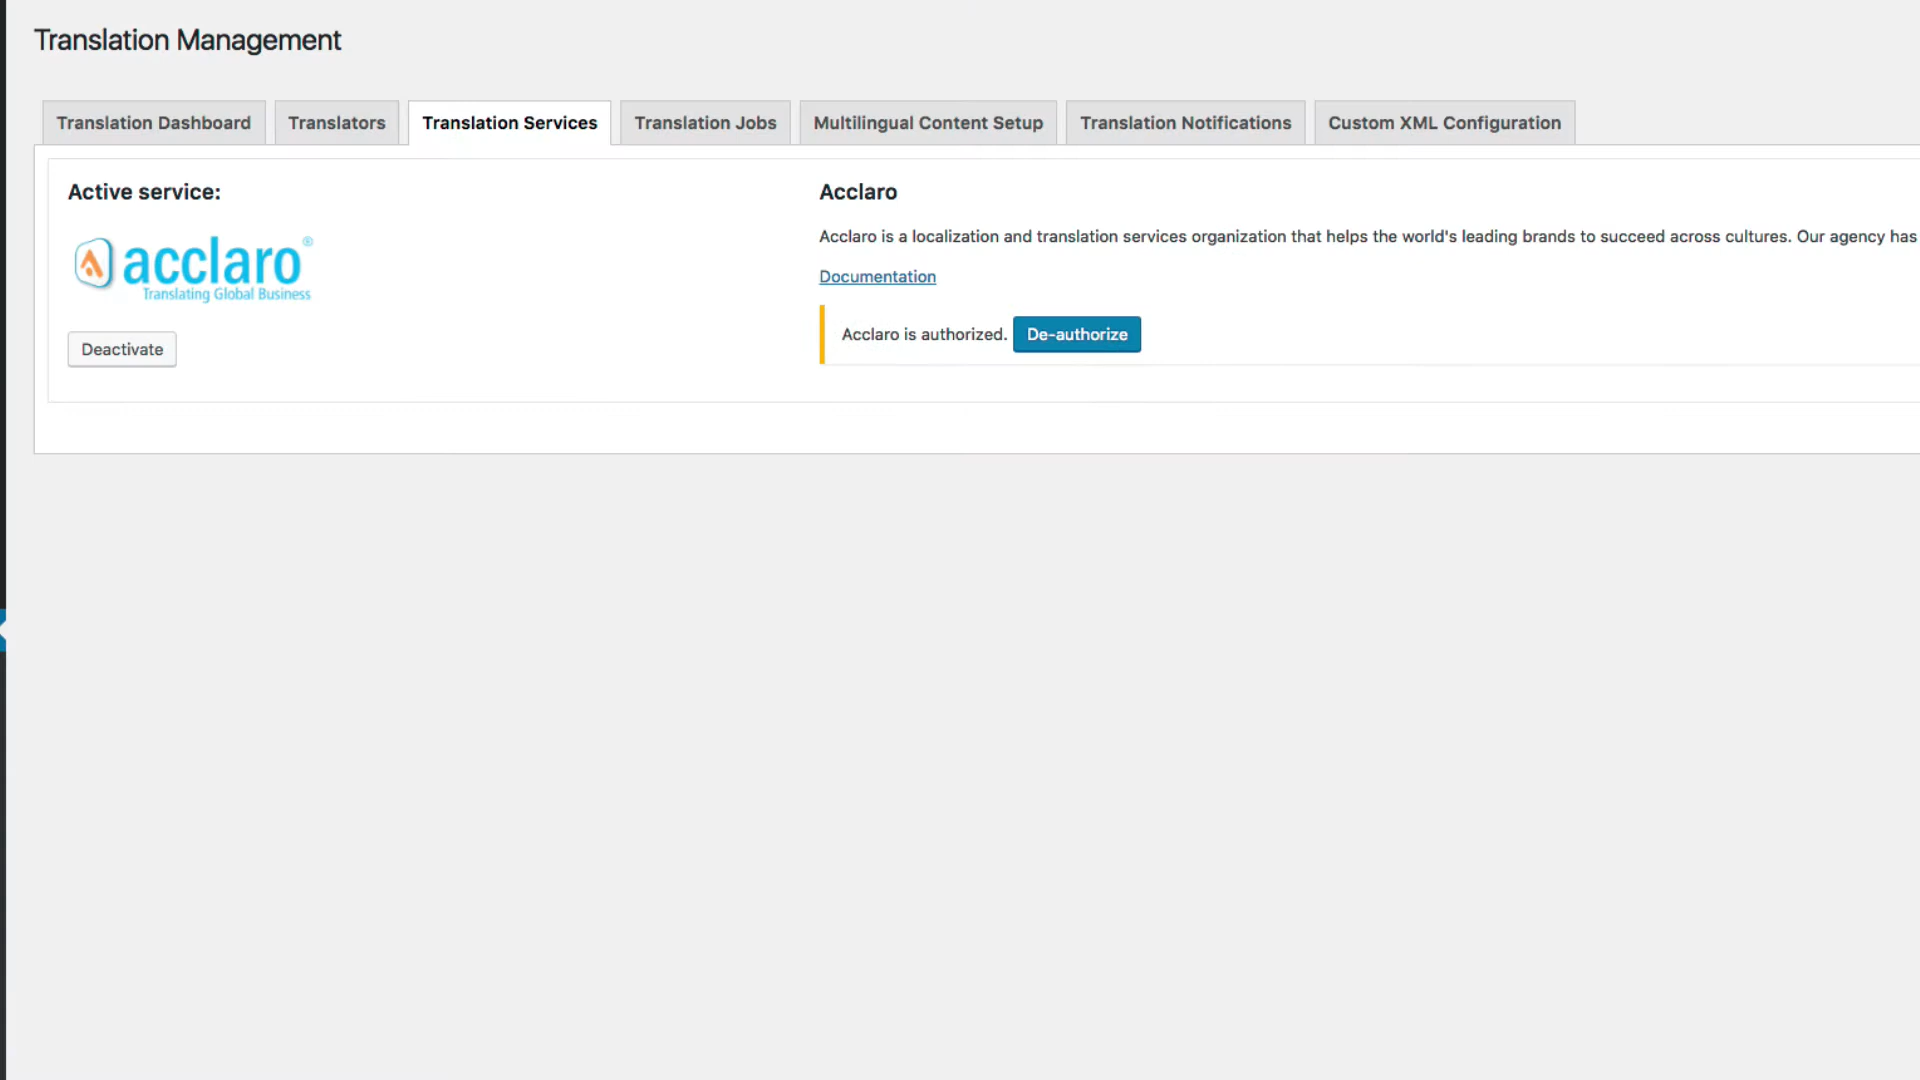 Translation Management
Translation Dashboard
Translators
Translation Services
Translation Jobs
Multilingual Content Setup
Translation Notifications
Custom XML Configuration
Active service:
acclaro®
Translating Global Business
Deactivate
Acclaro
Acclaro is a localization and translation services organization that helps the world's leading brands to succeed across cultures. Our agency has
Documentation
Acclaro is authorized. De-authorize